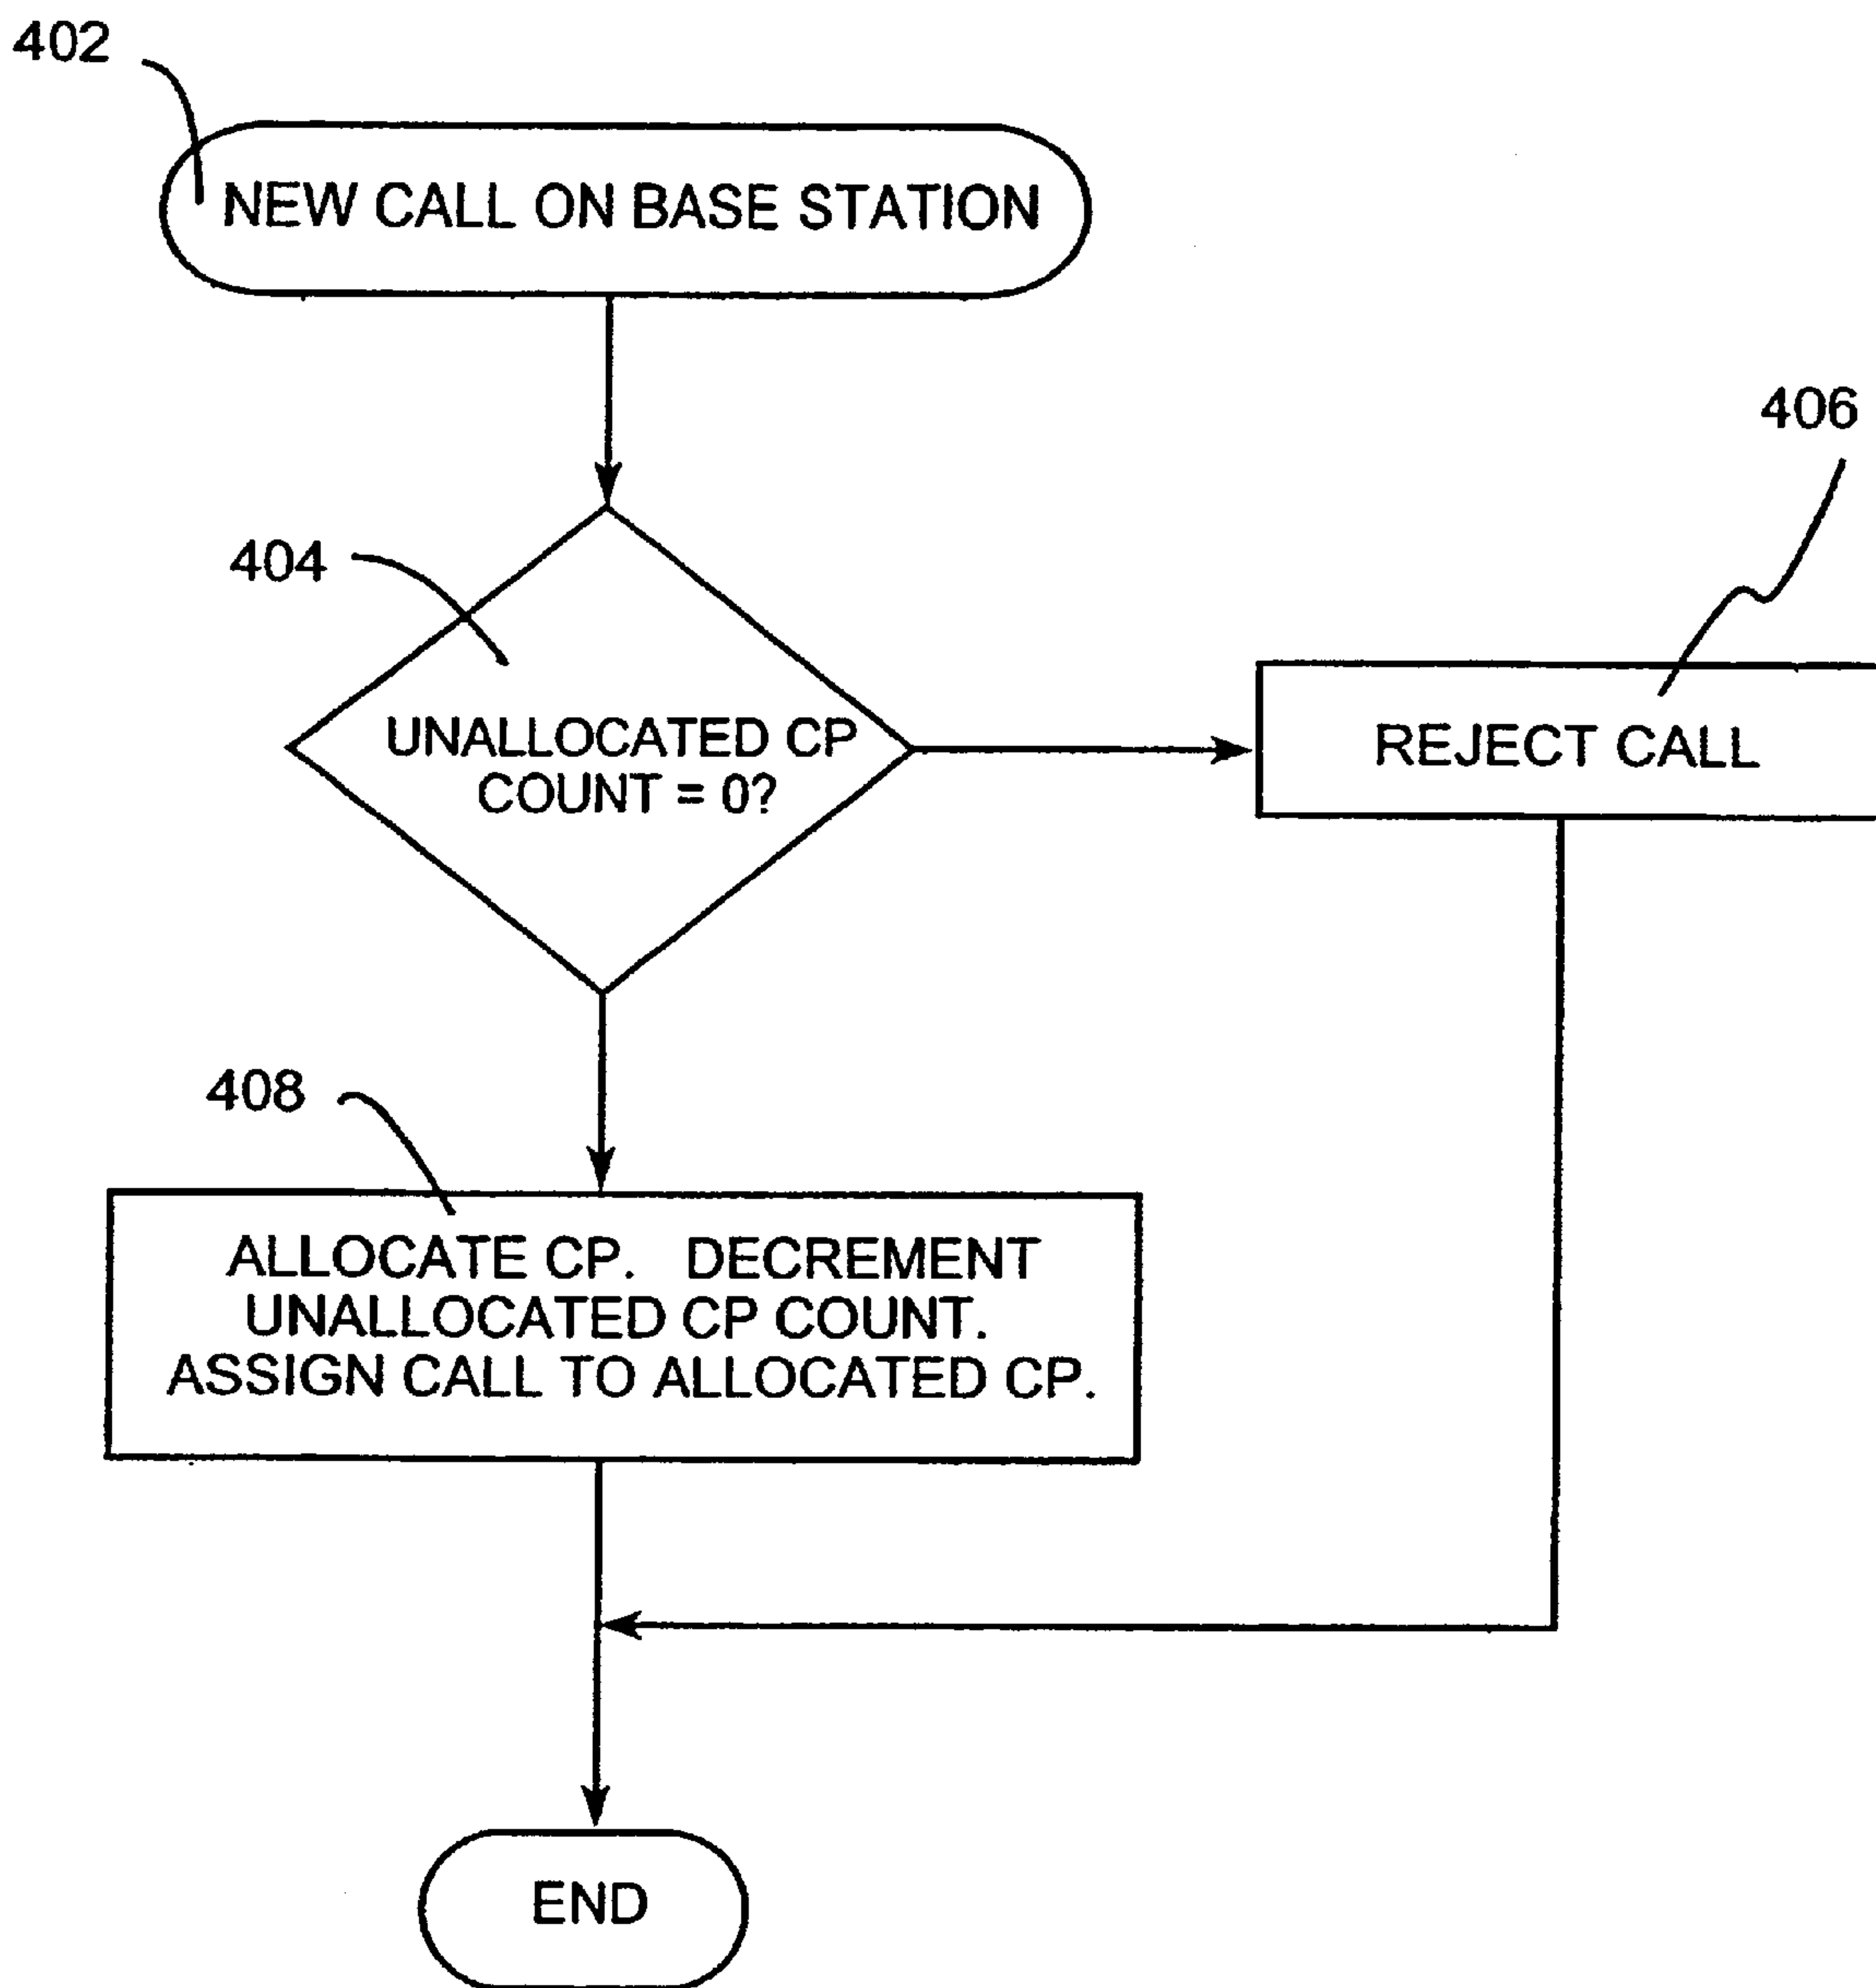 402
NEW CALL ON BASE STATION
406
404
UNALLOCATED CP
COUNT = 0?
REJECT CALL
408
ALLOCATE CP. DECREMENT
UNALLOCATED CP COUNT.
ASSIGN CALL TO ALLOCATED CP.
END